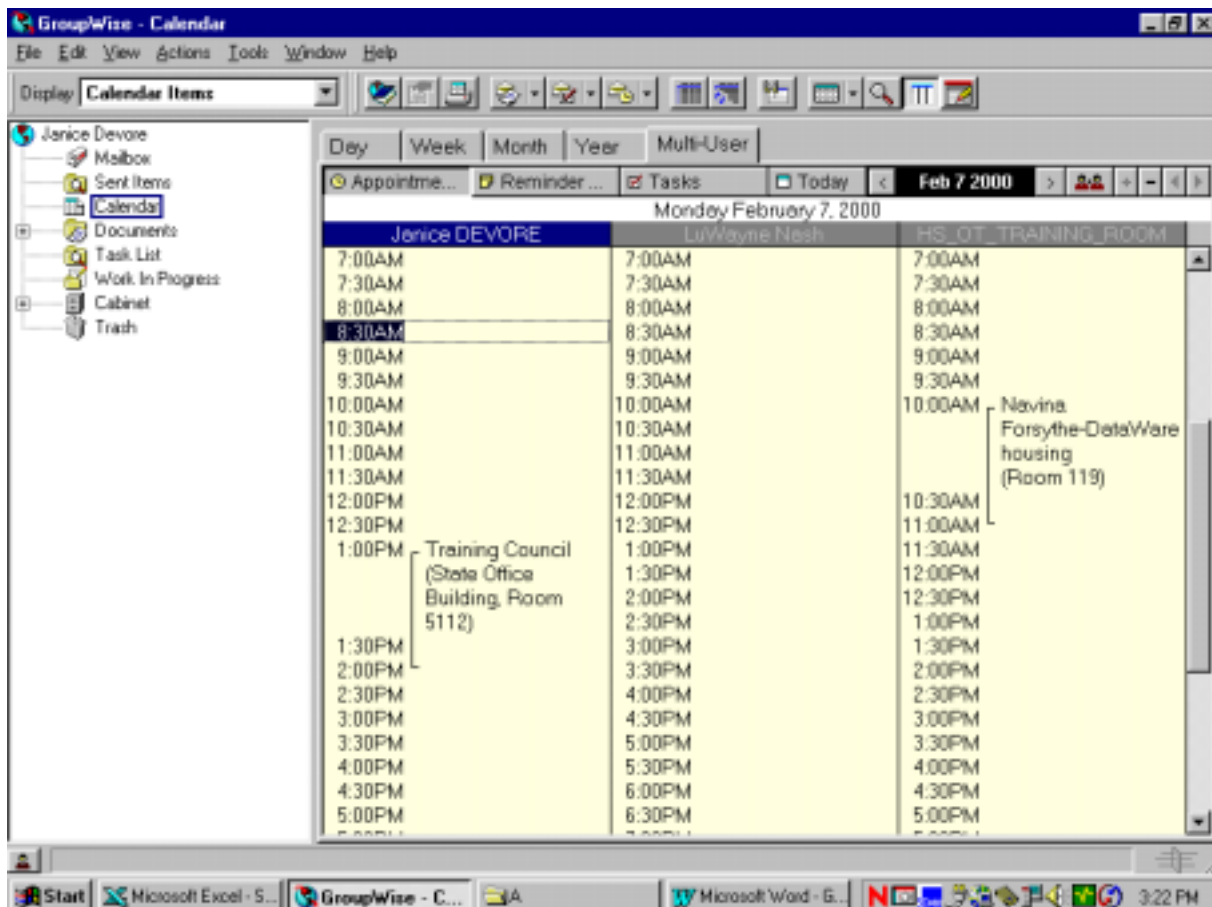 GroupWise - Calendar
File Edit View Actions Tools Window Help
Display Calendar Items
Janice Devore
Mailbox
Sent Items
Calendar
Documents
Task List
Work In Progress
Cabinet
Trash
Day Week Month Year Multi-User
Appointme... Reminder ... Tasks Today < Feb 7 2000 >
Monday February 7, 2000
Janice DEVORE LuWayne Nash HS_OT_TRAINING_ROOM
7:00AM 7:00AM 7:00AM
7:30AM 7:30AM 7:30AM
8:00AM 8:00AM 8:00AM
8:30AM 8:30AM 8:30AM
9:00AM 9:00AM 9:00AM
9:30AM 9:30AM 9:30AM
10:00AM 10:00AM 10:00AM Navina
10:30AM 10:30AM Forsythe-DataWare
11:00AM 11:00AM housing
11:30AM 11:30AM (Room 119)
12:00PM 12:00PM 10:30AM
12:30PM 12:30PM 11:00AM
1:00PM Training Council 1:00PM 11:30AM
(State Office 1:30PM 12:00PM
Building, Room 2:00PM 12:30PM
5112) 2:30PM 1:00PM
1:30PM 3:00PM 1:30PM
2:00PM 3:30PM 2:00PM
2:30PM 4:00PM 2:30PM
3:00PM 4:30PM 3:00PM
3:30PM 5:00PM 3:30PM
4:00PM 5:30PM 4:00PM
4:30PM 6:00PM 4:30PM
5:00PM 6:30PM 5:00PM
Start Microsoft Excel - S... GroupWise - C... A Microsoft Word - G... 3:22 PM